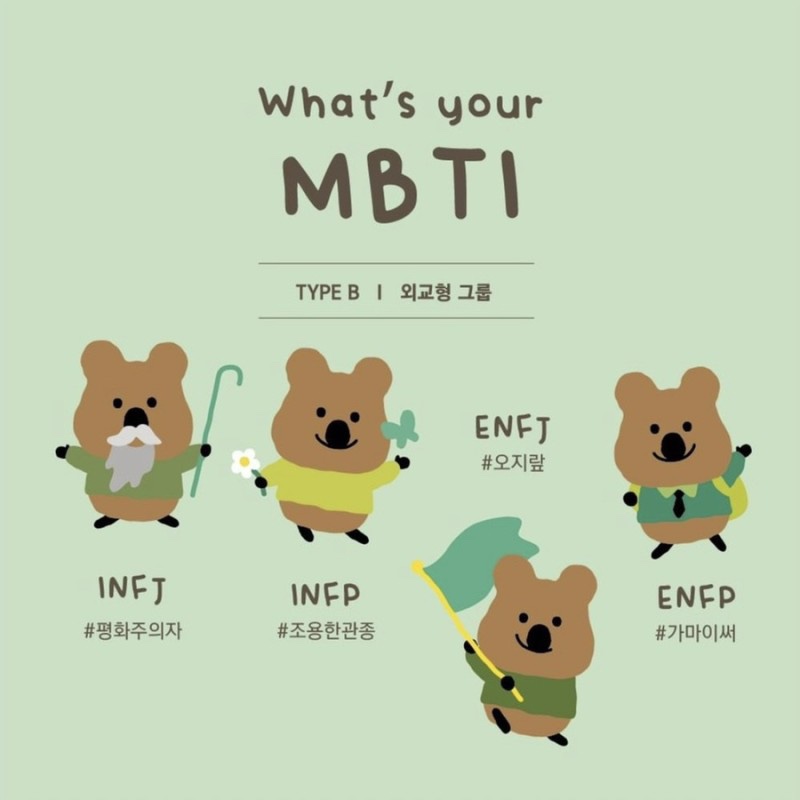 What's your
MBTI
TYPE B | 외교형 그룹
ENFJ
#오지랖
INFJ
#평화주의자
INFP
#조용한관종
ENFP
#가마이써